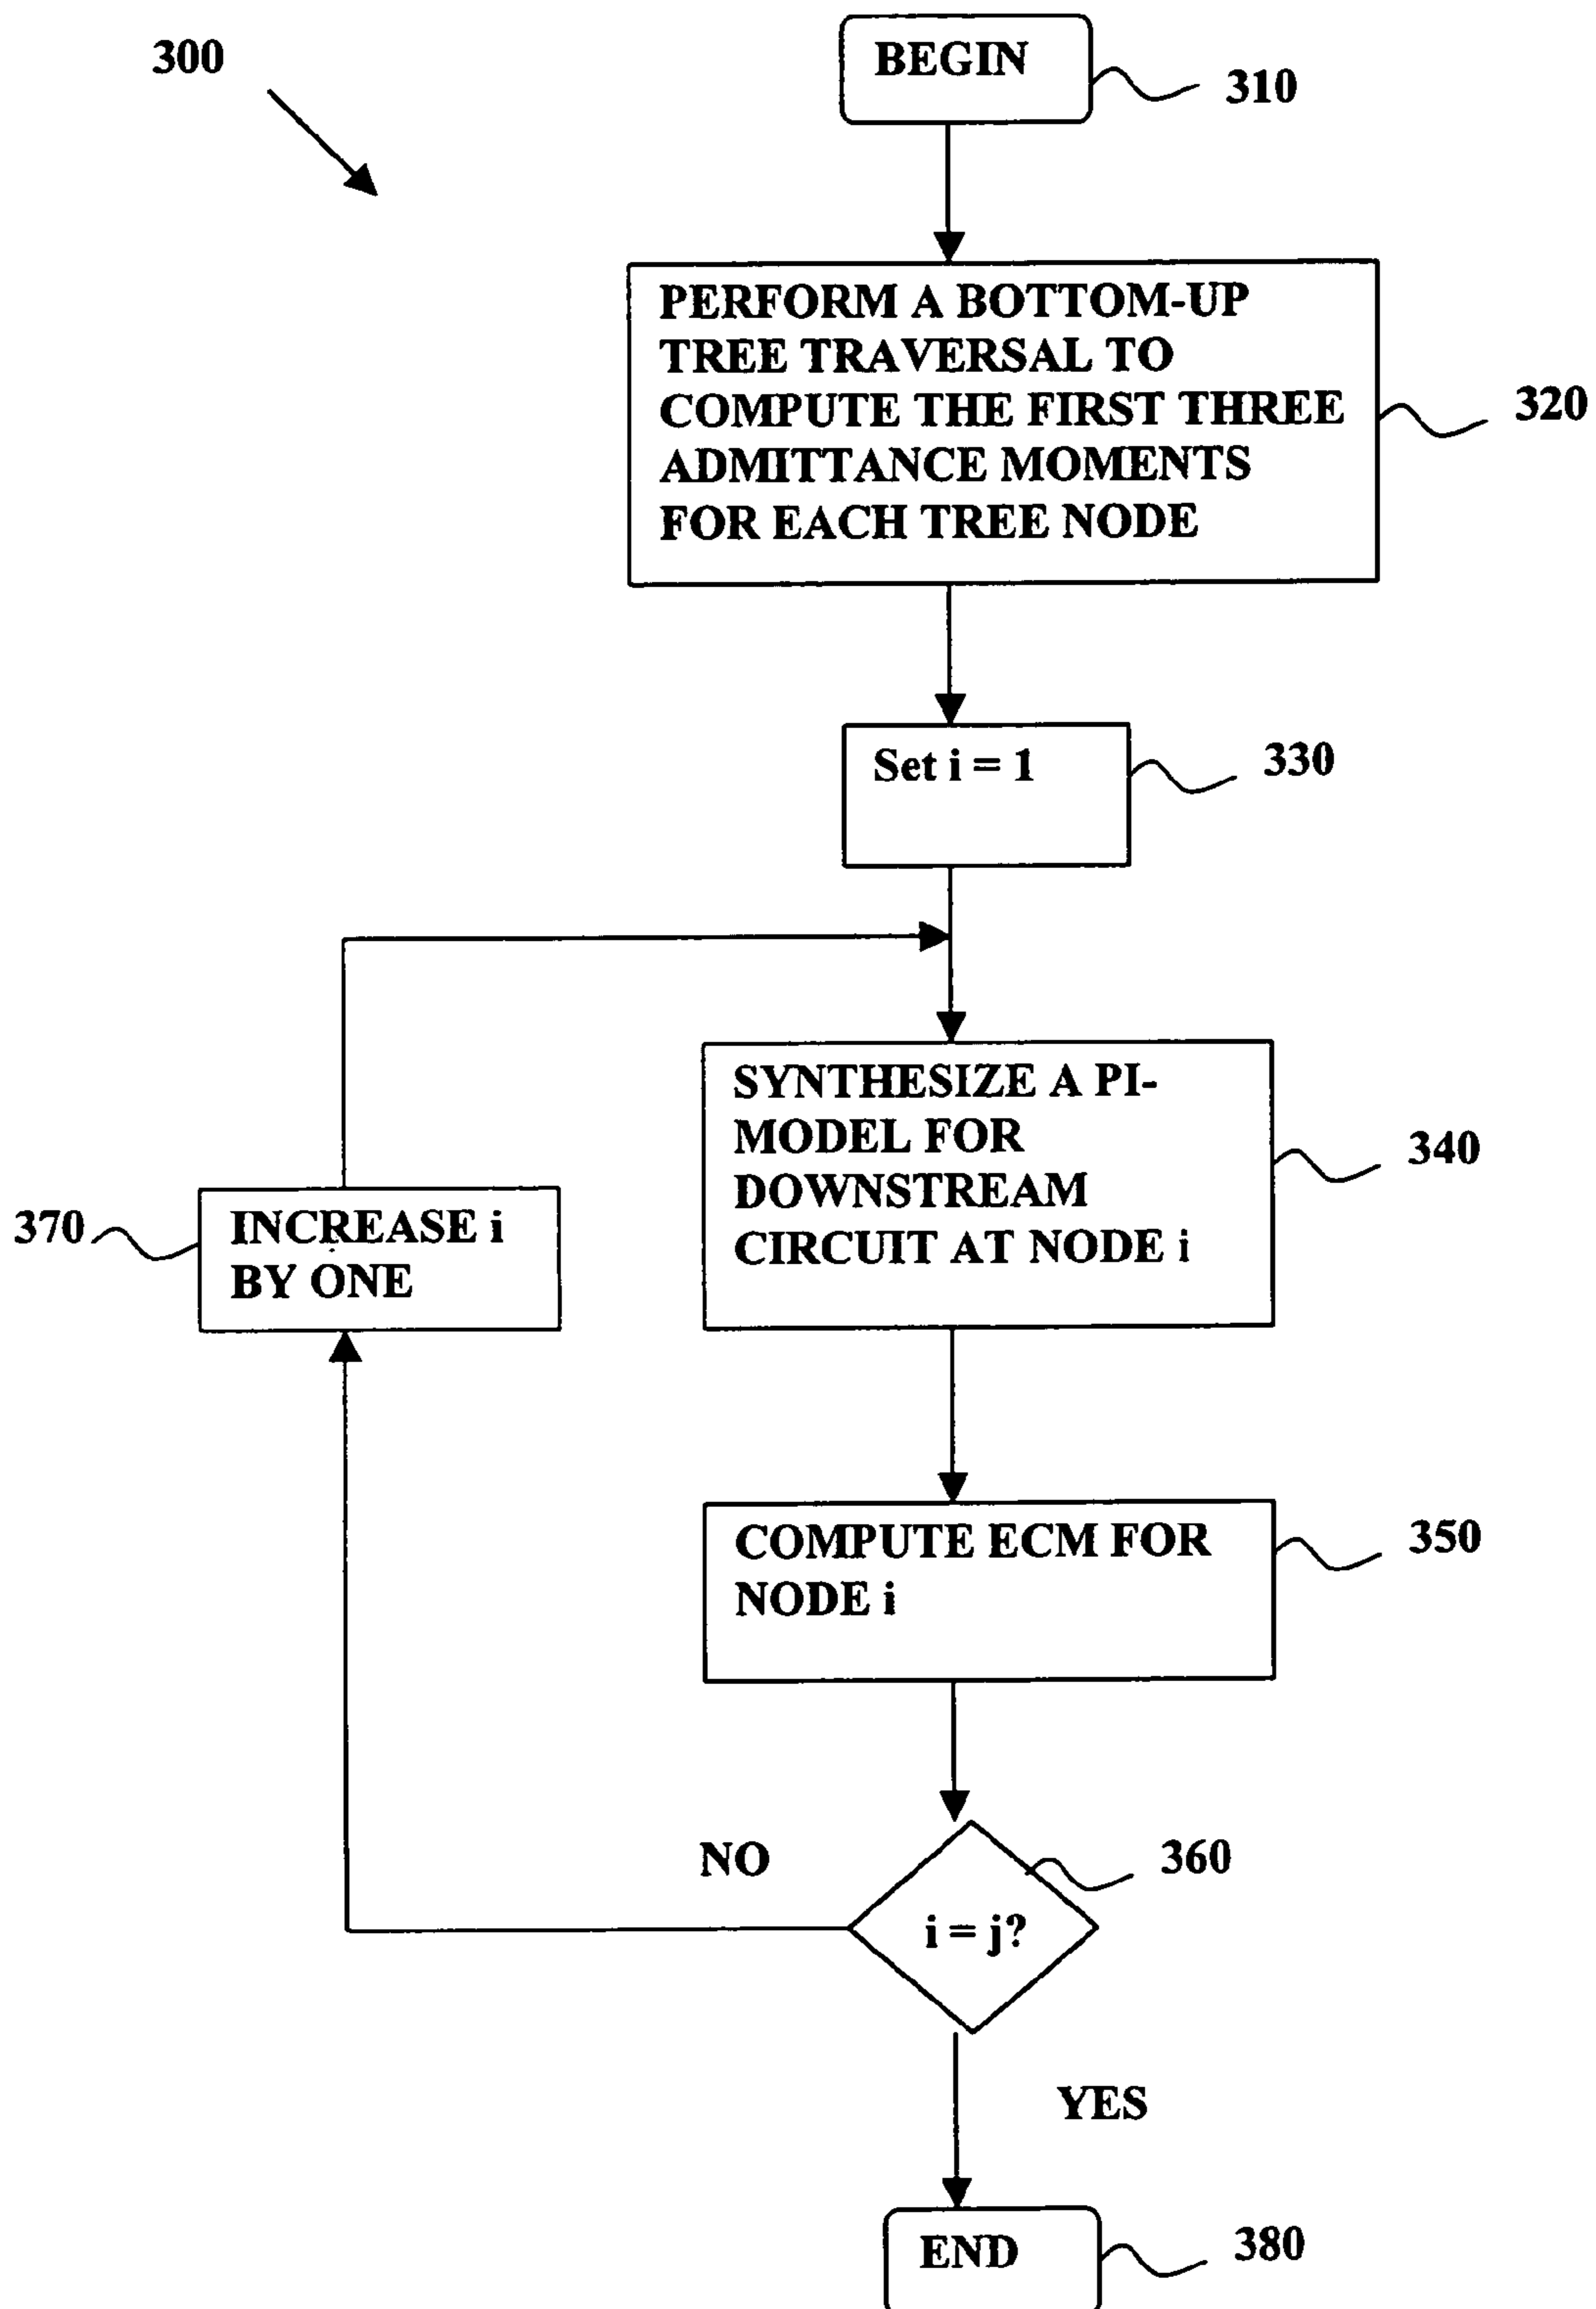 300
BEGIN
310
PERFORM A BOTTOM-UP
TREE TRAVERSAL TO
COMPUTE THE FIRST THREE
ADMITTANCE MOMENTS
FOR EACH TREE NODE
320
Set i = 1
330
SYNTHESIZE A PI-
MODEL FOR
DOWNSTREAM
CIRCUIT AT NODE i
340
370
INCREASE i
BY ONE
COMPUTE ECM FOR
NODE i
350
NO
360
i = j?
YES
END
380